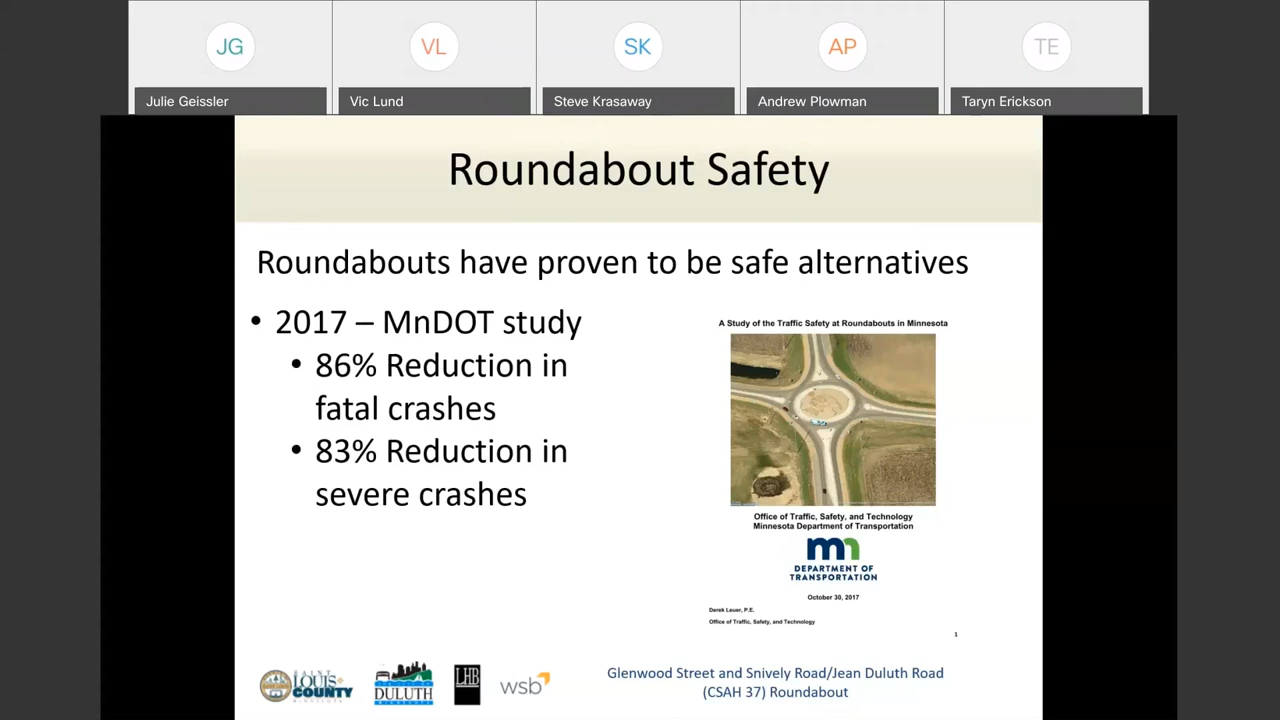 JG
VL
SK
AP
TE
Julie Geissler
Vic Lund
Steve Krasaway
Andrew Plowman
Taryn Erickson
Roundabout Safety
Roundabouts have proven to be safe alternatives
• 2017 – MnDOT study
• 86% Reduction in
fatal crashes
• 83% Reduction in
severe crashes
A Study of the Traffic Safety at Roundabouts in Minnesota
Office of Traffic, Safety, and Technology
Minnesota Department of Transportation
mn
DEPARTMENT OF
TRANSPORTATION
October 30, 2017
Derek Leuer, P.E.
Office of Traffic, Safety, and Technology
1
SAINT
LOUIS
COUNTY
DULUTH
LHB
wsb
Glenwood Street and Snively Road/Jean Duluth Road
(CSAH 37) Roundabout